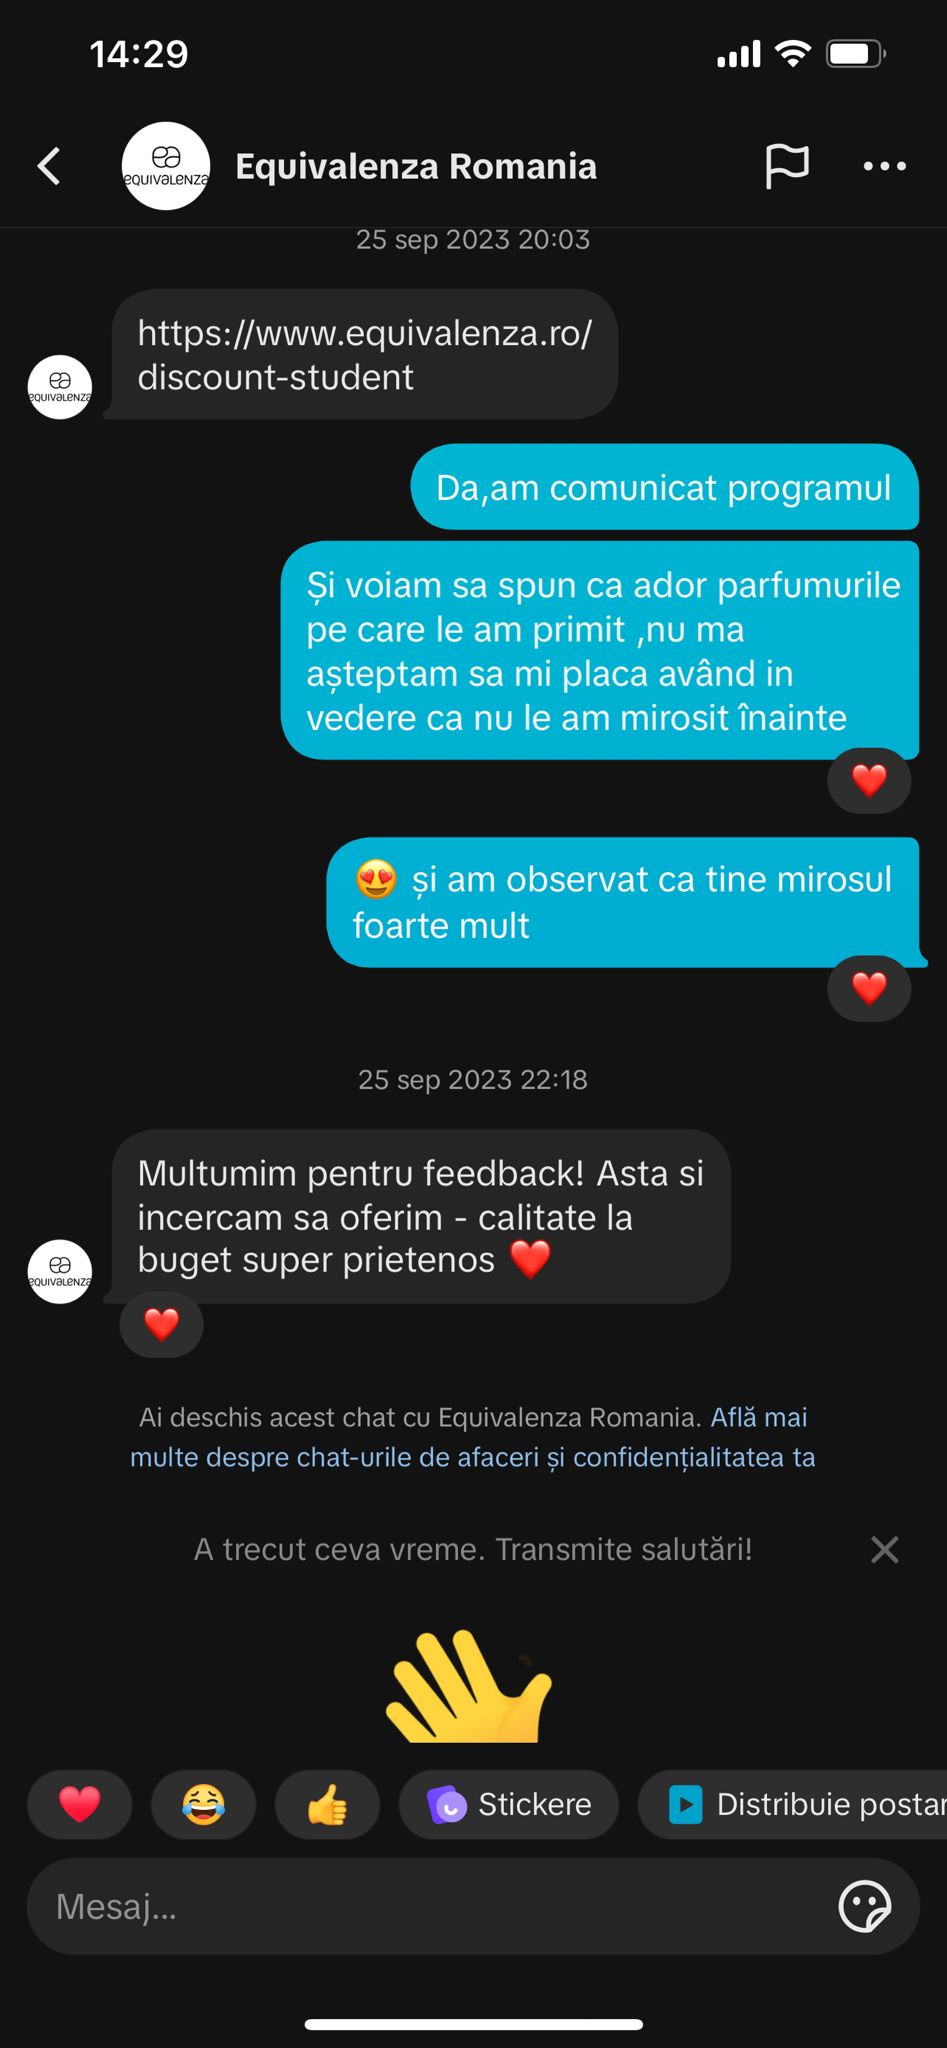 14:29
equivalenza
Equivalenza Romania
25 sep 2023 20:03
https://www.equivalenza.ro/
discount-student
equivalenza
Da,am comunicat programul
Și voiam sa spun ca ador parfumurile
pe care le am primit ,nu ma
așteptam sa mi placa având in
vedere ca nu le am mirosit înainte
și am observat ca tine mirosul
foarte mult
25 sep 2023 22:18
Multumim pentru feedback! Asta si
incercam sa oferim - calitate la
buget super prietenos
equivalenza
Ai deschis acest chat cu Equivalenza Romania. Află mai
multe despre chat-urile de afaceri și confidențialitatea ta
A trecut ceva vreme. Transmite salutări!
Stickere
Distribuie postar
Mesaj...